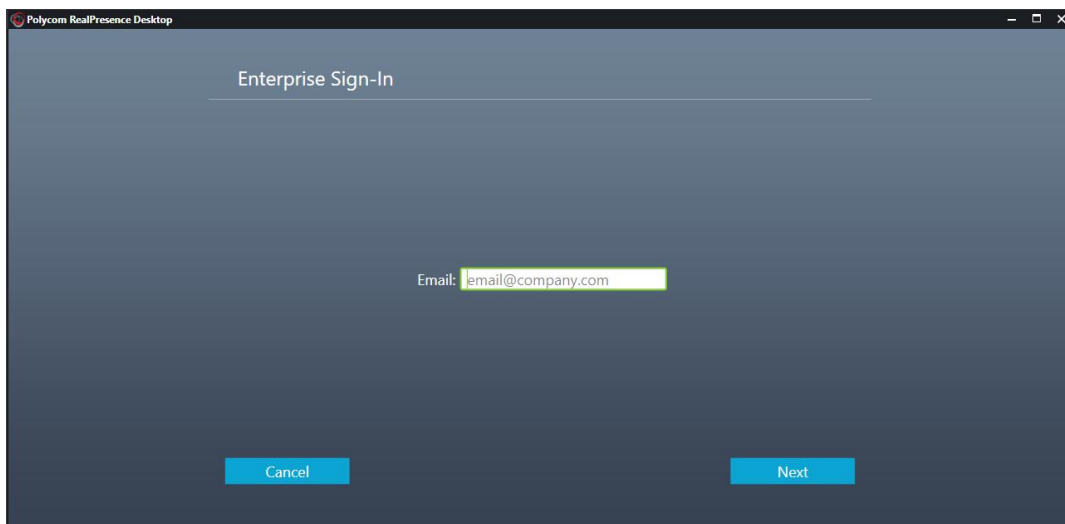 Polycom RealPresence Desktop
Enterprise Sign-In
Email: email@company.com
Cancel Next